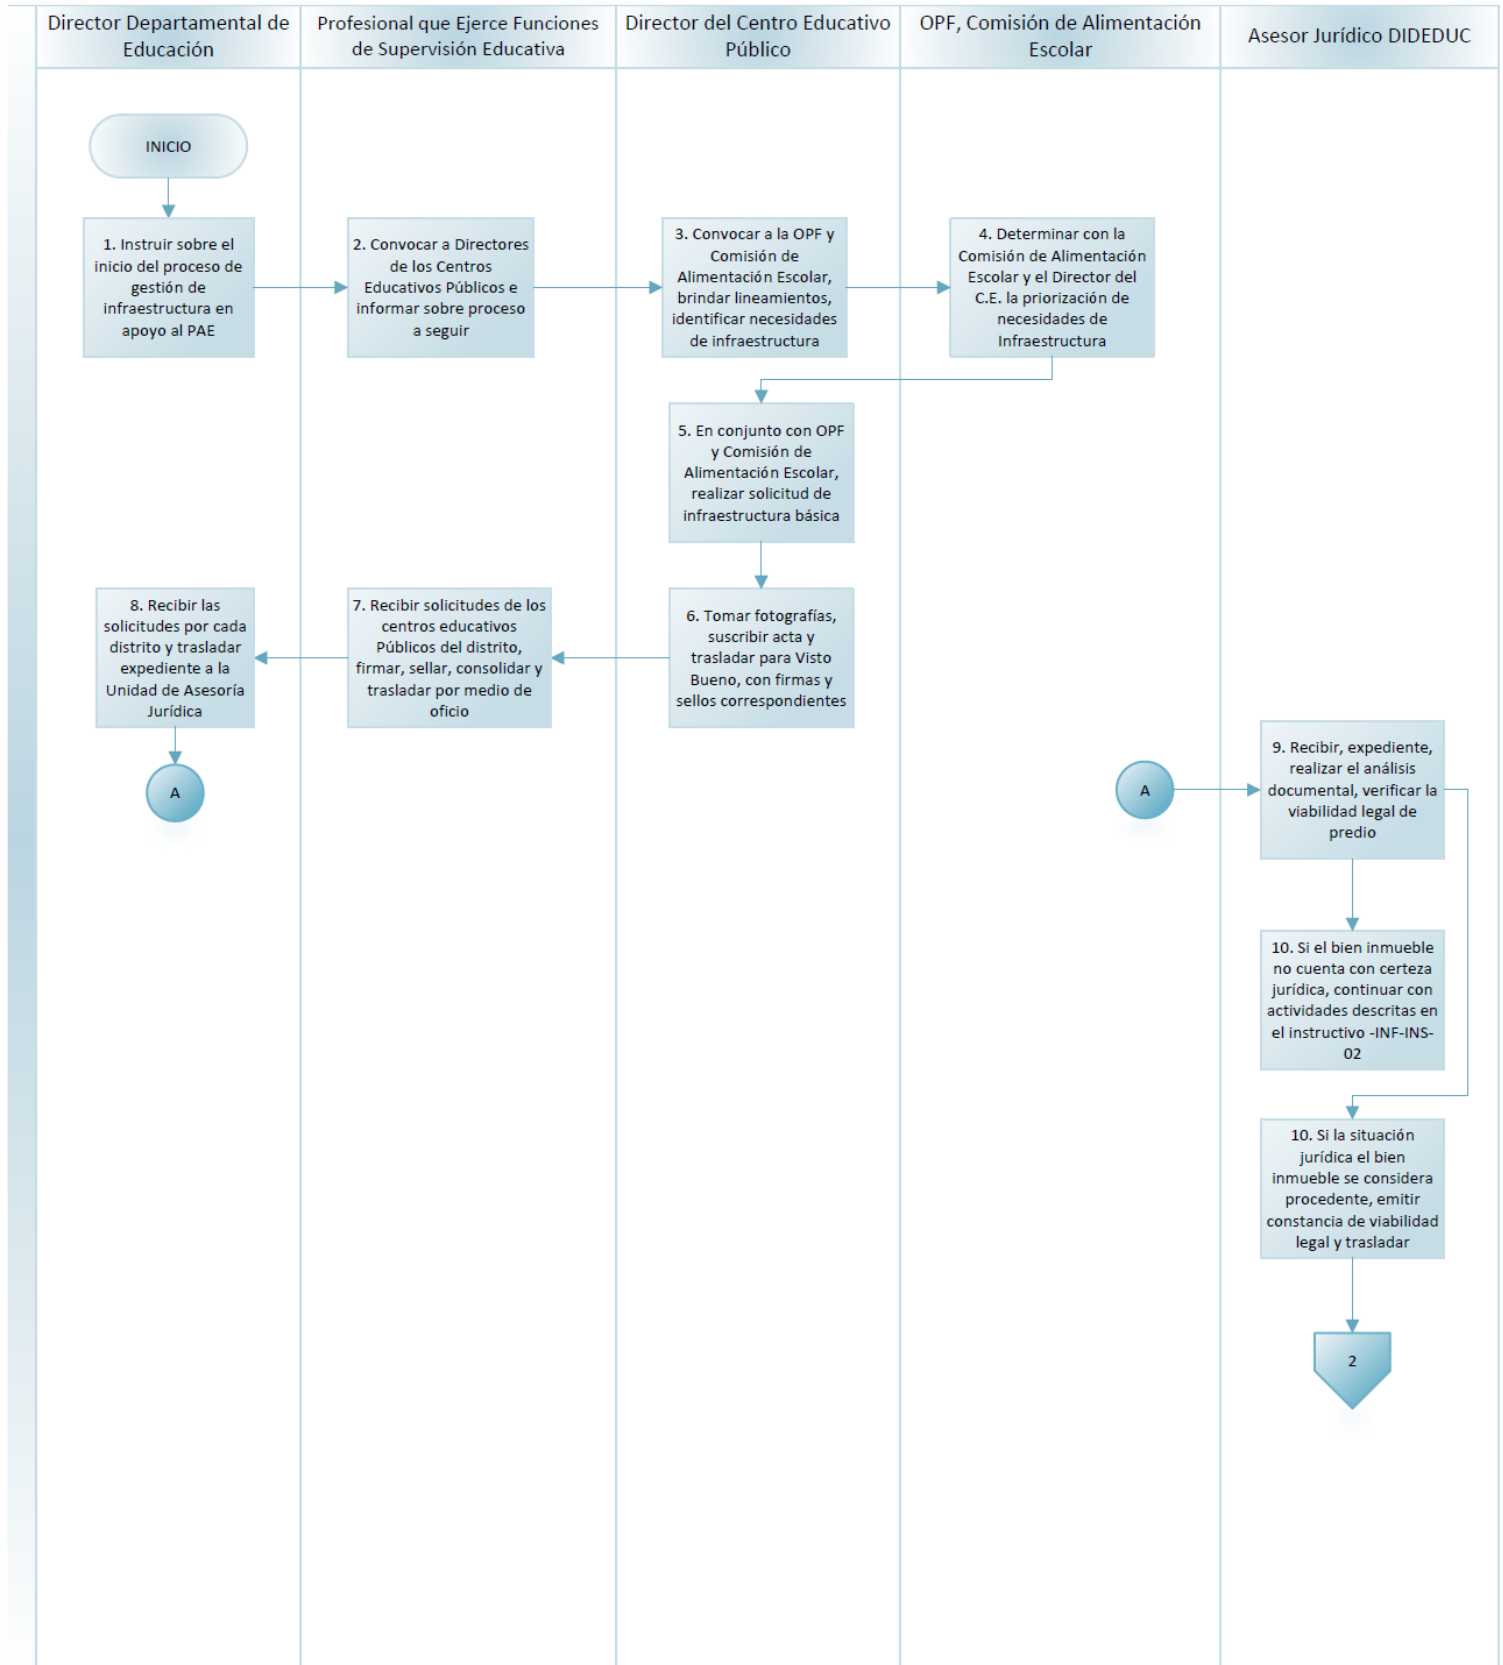 Director Departamental de
Educación
Profesional que Ejerce Funciones
de Supervisión Educativa
Director del Centro Educativo
Público
OPF, Comisión de Alimentación
Escolar
Asesor Jurídico DIDEDUC
INICIO
1. Instruir sobre el
inicio del proceso de
gestión de
infraestructura en
apoyo al PAE
2. Convocar a Directores
de los Centros
Educativos Públicos e
informar sobre proceso
a seguir
3. Convocar a la OPF y
Comisión de
Alimentación Escolar,
brindar lineamientos,
identificar necesidades
de infraestructura
4. Determinar con la
Comisión de Alimentación
Escolar y el Director del
C.E. la priorización de
necesidades de
Infraestructura
5. En conjunto con OPF
y Comisión de
Alimentación Escolar,
realizar solicitud de
infraestructura básica
6. Tomar fotografías,
suscribir acta y
trasladar para Visto
Bueno, con firmas y
sellos correspondientes
7. Recibir solicitudes de los
centros educativos
Públicos del distrito,
firmar, sellar, consolidar y
trasladar por medio de
oficio
8. Recibir las
solicitudes por cada
distrito y trasladar
expediente a la
Unidad de Asesoría
Jurídica
A
A
9. Recibir, expediente,
realizar el análisis
documental, verificar la
viabilidad legal de
predio
10. Si el bien inmueble
no cuenta con certeza
jurídica, continuar con
actividades descritas en
el instructivo -INF-INS-
02
10. Si la situación
jurídica el bien
inmueble se considera
procedente, emitir
constancia de viabilidad
legal y trasladar
2